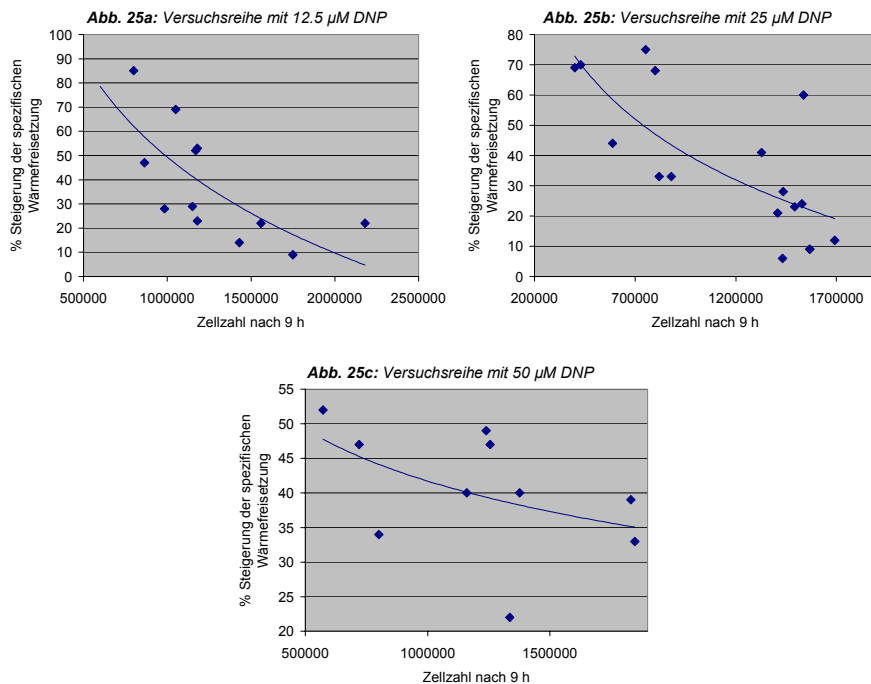 Abb. 25a: Versuchsreihe mit 12.5 µM DNP
% Steigerung der spezifischen
Wärmefreisetzung
100
90
80
70
60
50
40
30
20
10
0
500000 1000000 1500000 2000000 2500000
Zellzahl nach 9 h
Abb. 25b: Versuchsreihe mit 25 µM DNP
% Steigerung der spezifischen
Wärmefreisetzung
80
70
60
50
40
30
20
10
0
200000 700000 1200000 1700000
Zellzahl nach 9 h
Abb. 25c: Versuchsreihe mit 50 µM DNP
% Steigerung der spezifischen
Wärmefreisetzung
55
50
45
40
35
30
25
20
500000 1000000 1500000
Zellzahl nach 9 h